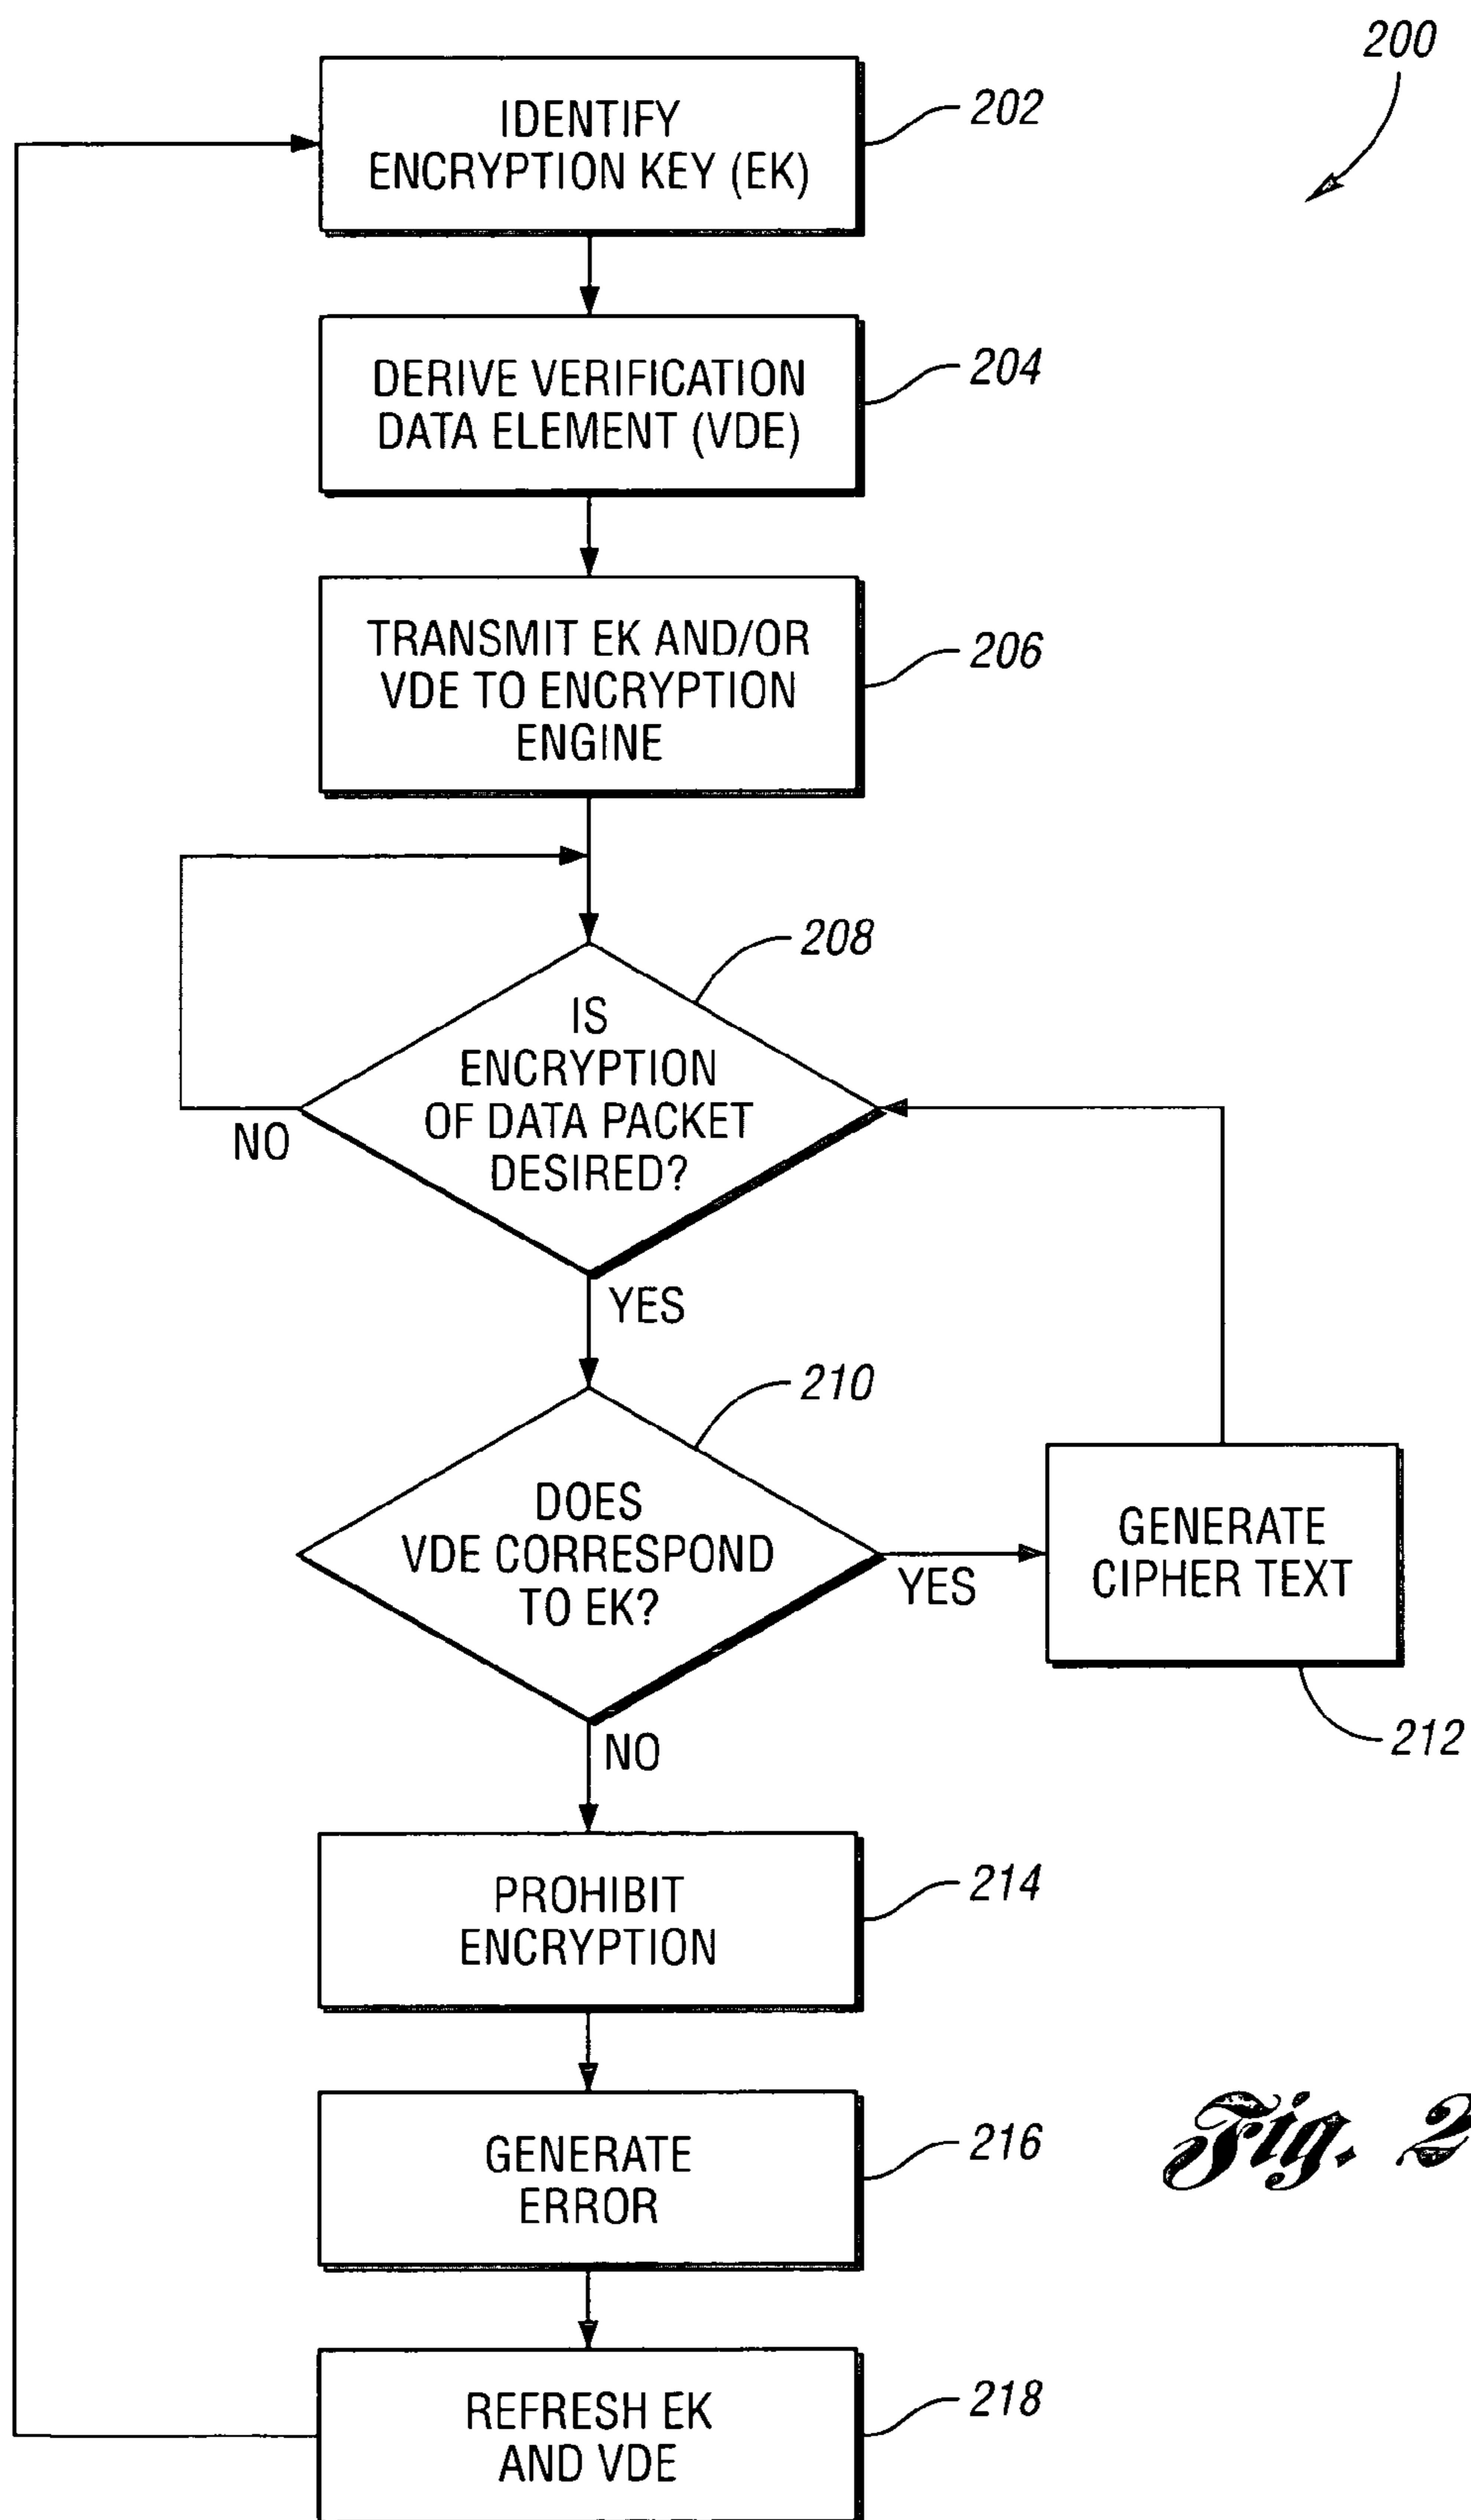 200
IDENTIFY
ENCRYPTION KEY (EK)
202
DERIVE VERIFICATION
DATA ELEMENT (VDE)
204
TRANSMIT EK AND/OR
VDE TO ENCRYPTION
ENGINE
206
208
IS
ENCRYPTION
OF DATA PACKET
DESIRED?
NO
YES
210
DOES
VDE CORRESPOND
TO EK?
YES
GENERATE
CIPHER TEXT
212
NO
PROHIBIT
ENCRYPTION
214
GENERATE
ERROR
216
Fig. 2
REFRESH EK
AND VDE
218